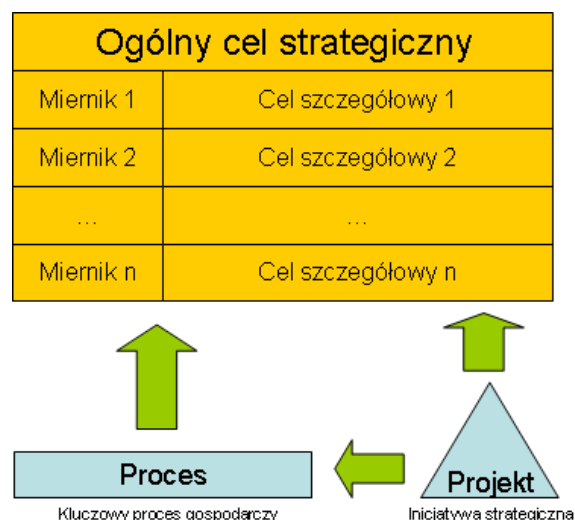 Ogólny cel strategiczny
Miernik 1 Cel szczegółowy 1
Miernik 2 Cel szczegółowy 2
... ...
Miernik n Cel szczegółowy n
Proces
Projekt
Kluczowy proces gospodarczy
Inicjatywa strategiczna